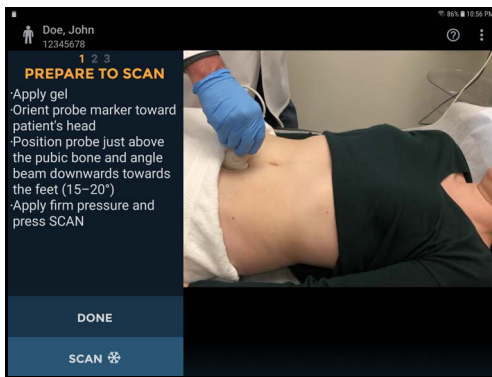 86% 10:56 PM
Doe, John
12345678
1 2 3
PREPARE TO SCAN
·Apply gel
·Orient probe marker toward
patient's head
·Position probe just above
the pubic bone and angle
beam downwards towards
the feet (15–20°)
·Apply firm pressure and
press SCAN
DONE
SCAN